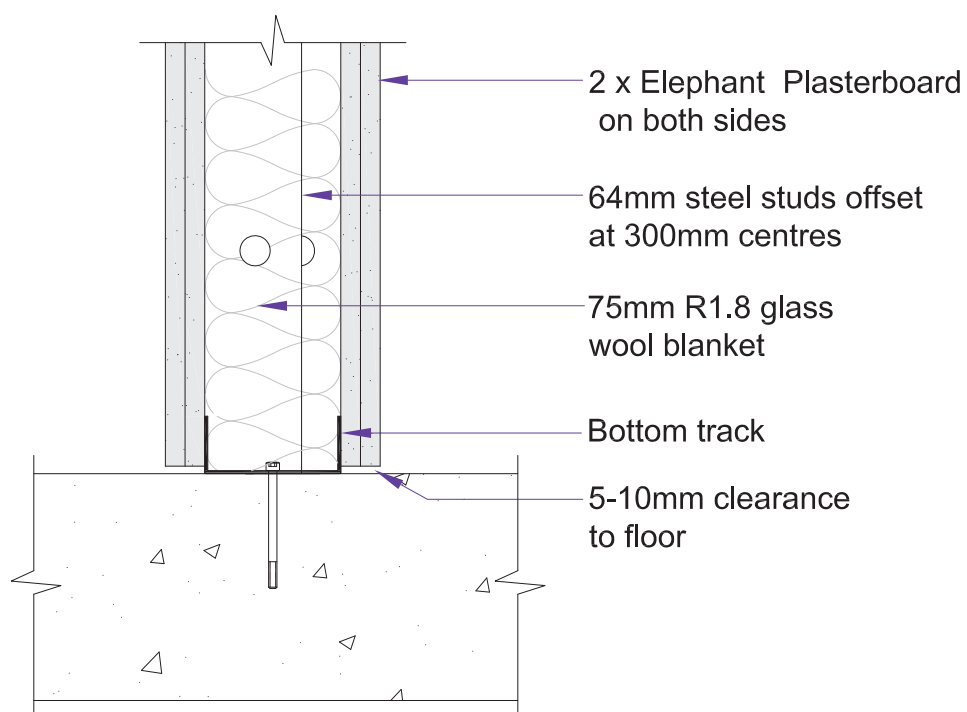 2 x Elephant Plasterboard
on both sides
64mm steel studs offset
at 300mm centres
75mm R1.8 glass
wool blanket
Bottom track
5-10mm clearance
to floor